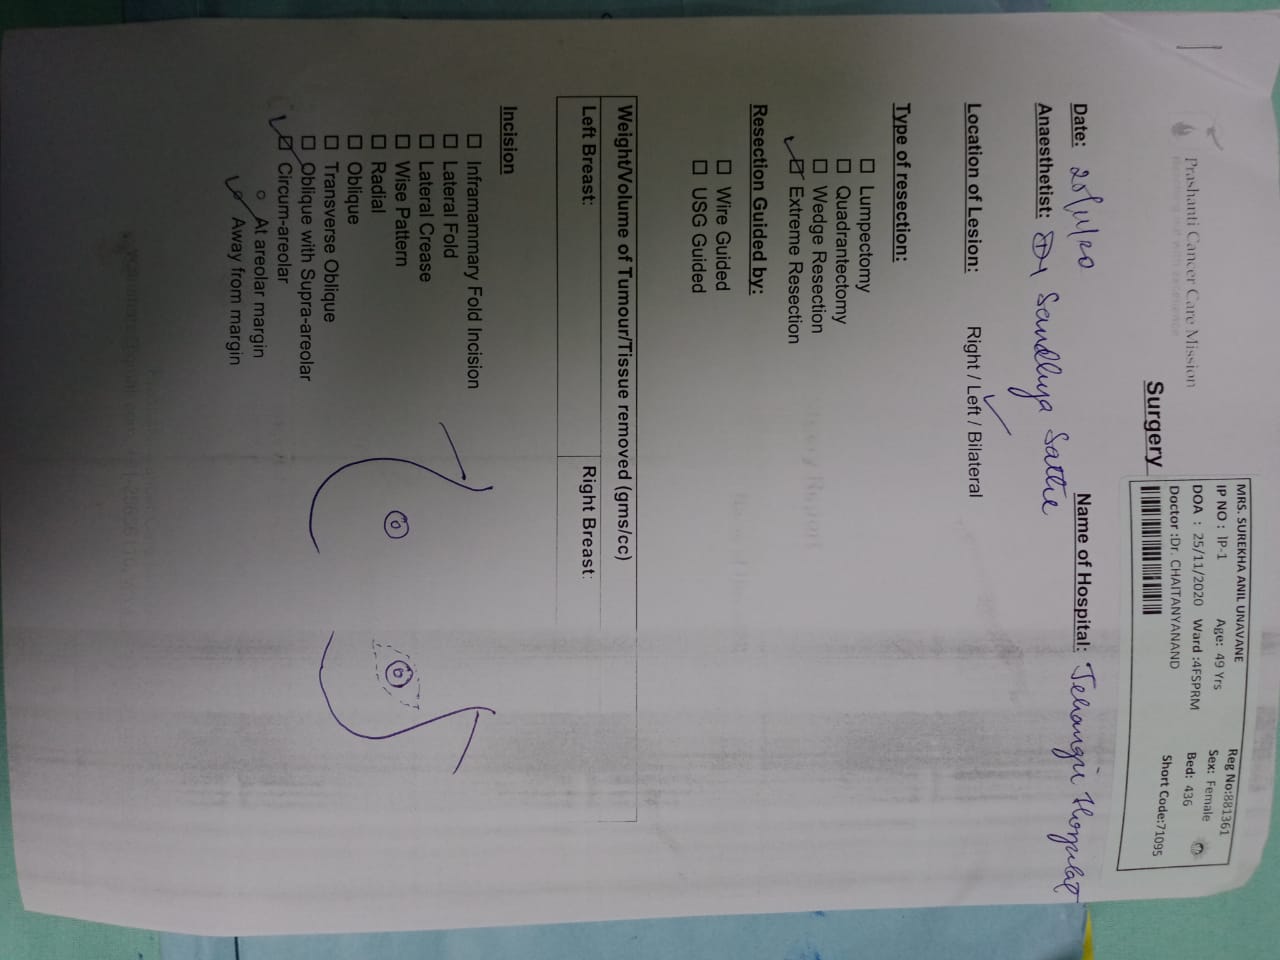 Prashanti Cancer Care Mission
MRS. SUREKHA ANIL UNAVANE Reg No:881361
IP NO : IP-1 Age: 49 Yrs Sex: Female
DOA : 25/11/2020 Ward :4FSPRM Bed: 436
Doctor :Dr. CHAITANYANAND Short Code:71095
Surgery
Date: Name of Hospital: Jehangir Hospital
Anaesthetist: Dr Sandhya Sathe
Location of Lesion: Right / Left / Bilateral
Type of resection:
☐ Lumpectomy
☐ Quadrantectomy
☐ Wedge Resection
☑ Extreme Resection
Resection Guided by:
☐ Wire Guided
☐ USG Guided
Weight/Volume of Tumour/Tissue removed (gms/cc)
Left Breast: Right Breast:
Incision
☐ Inframammary Fold Incision
☐ Lateral Fold
☐ Lateral Crease
☐ Wise Pattern
☐ Radial
☐ Oblique
☐ Transverse Oblique
☐ Oblique with Supra-areolar
☑ Circum-areolar
○ At areolar margin
Away from margin